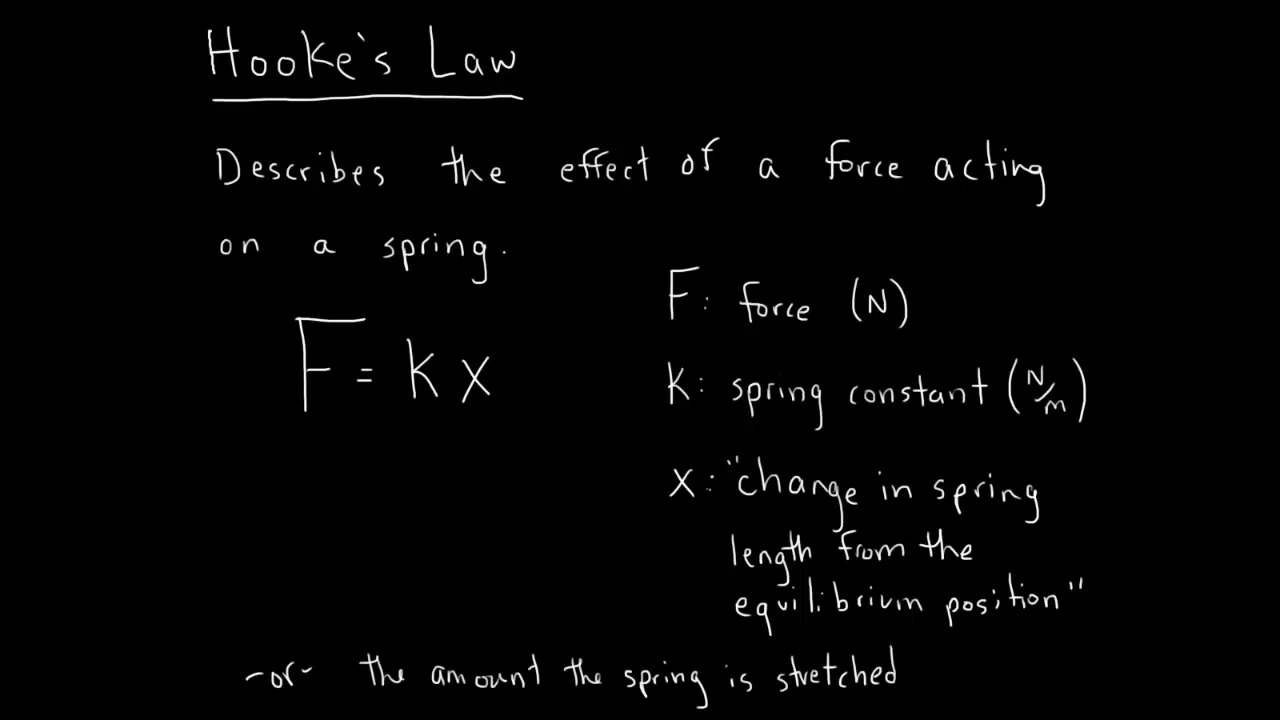 Hooke's Law
Describes the effect of a force acting
on a spring.
F = k x
F: force (N)
K: spring constant (N/m)
x: "change in spring
length from the
equilibrium position"
-or- the amount the spring is stretched